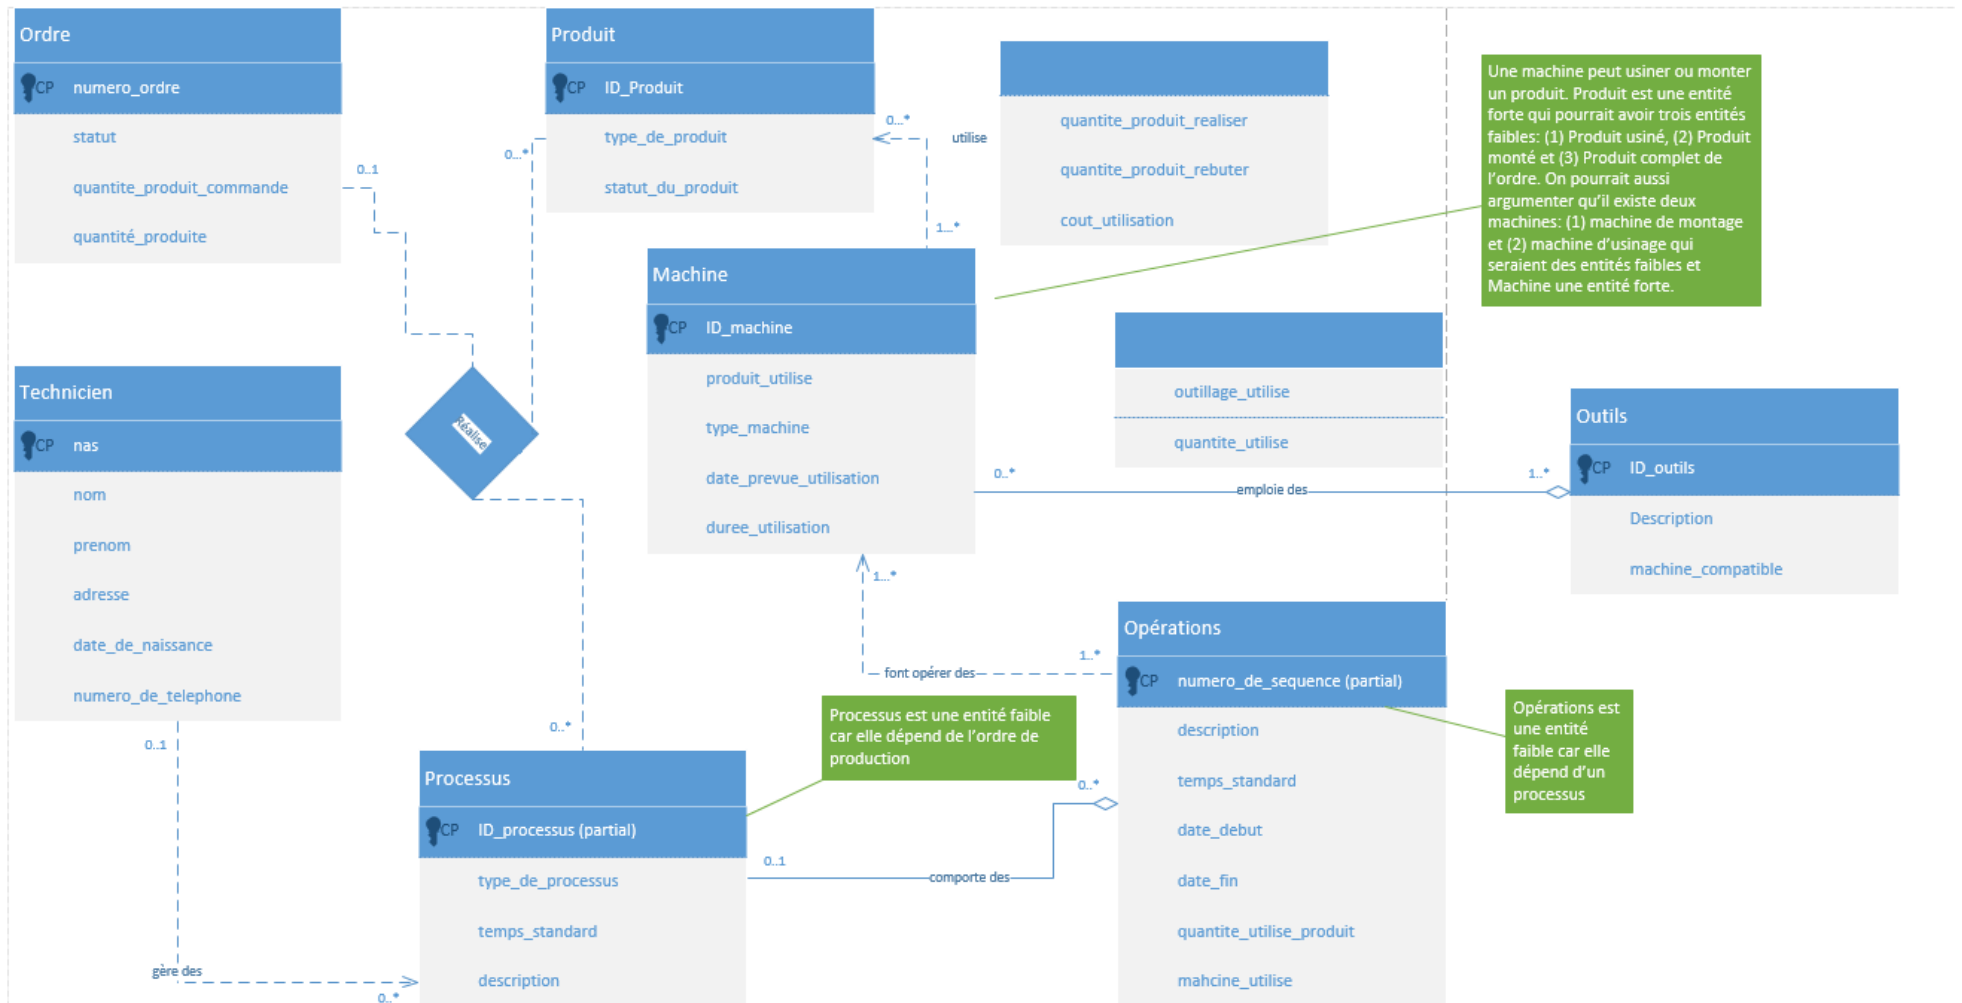 Ordre
CP numero_ordre
statut
quantite_produit_commande
quantité_produite
0..1
Produit
CP ID_Produit
type_de_produit
statut_du_produit
0...*
0...*
utilise
1...*
quantite_produit_realiser
quantite_produit_rebuter
cout_utilisation
Une machine peut usiner ou monter
un produit. Produit est une entité
forte qui pourrait avoir trois entités
faibles: (1) Produit usiné, (2) Produit
monté et (3) Produit complet de
l'ordre. On pourrait aussi
argumenter qu'il existe deux
machines: (1) machine de montage
et (2) machine d'usinage qui
seraient des entités faibles et
Machine une entité forte.
Machine
CP ID_machine
produit_utilise
type_machine
date_prevue_utilisation
duree_utilisation
outillage_utilise
quantite_utilise
0..*
emploie des
1..*
Outils
CP ID_outils
Description
machine_compatible
Technicien
CP nas
nom
prenom
adresse
date_de_naissance
numero_de_telephone
Réalise
0..1
gère des
0..*
0..*
1...*
font opérer des
1..*
Processus est une entité faible
car elle dépend de l'ordre de
production
Processus
CP ID_processus (partial)
type_de_processus
temps_standard
description
0..1
comporte des
0..*
Opérations
CP numero_de_sequence (partial)
description
temps_standard
date_debut
date_fin
quantite_utilise_produit
mahcine_utilise
Opérations est
une entité
faible car elle
dépend d'un
processus